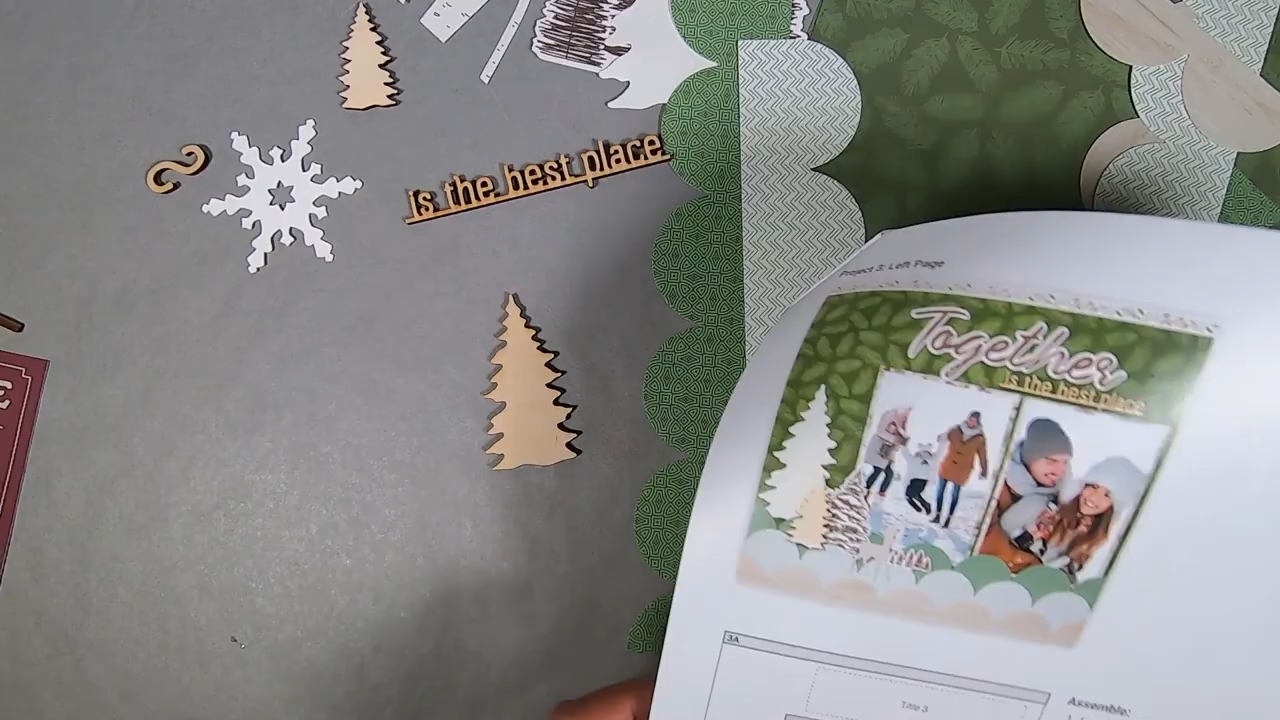 is the best place
Project 3: Left Page
Together
is the best place
3A
Title 3
Assemble: